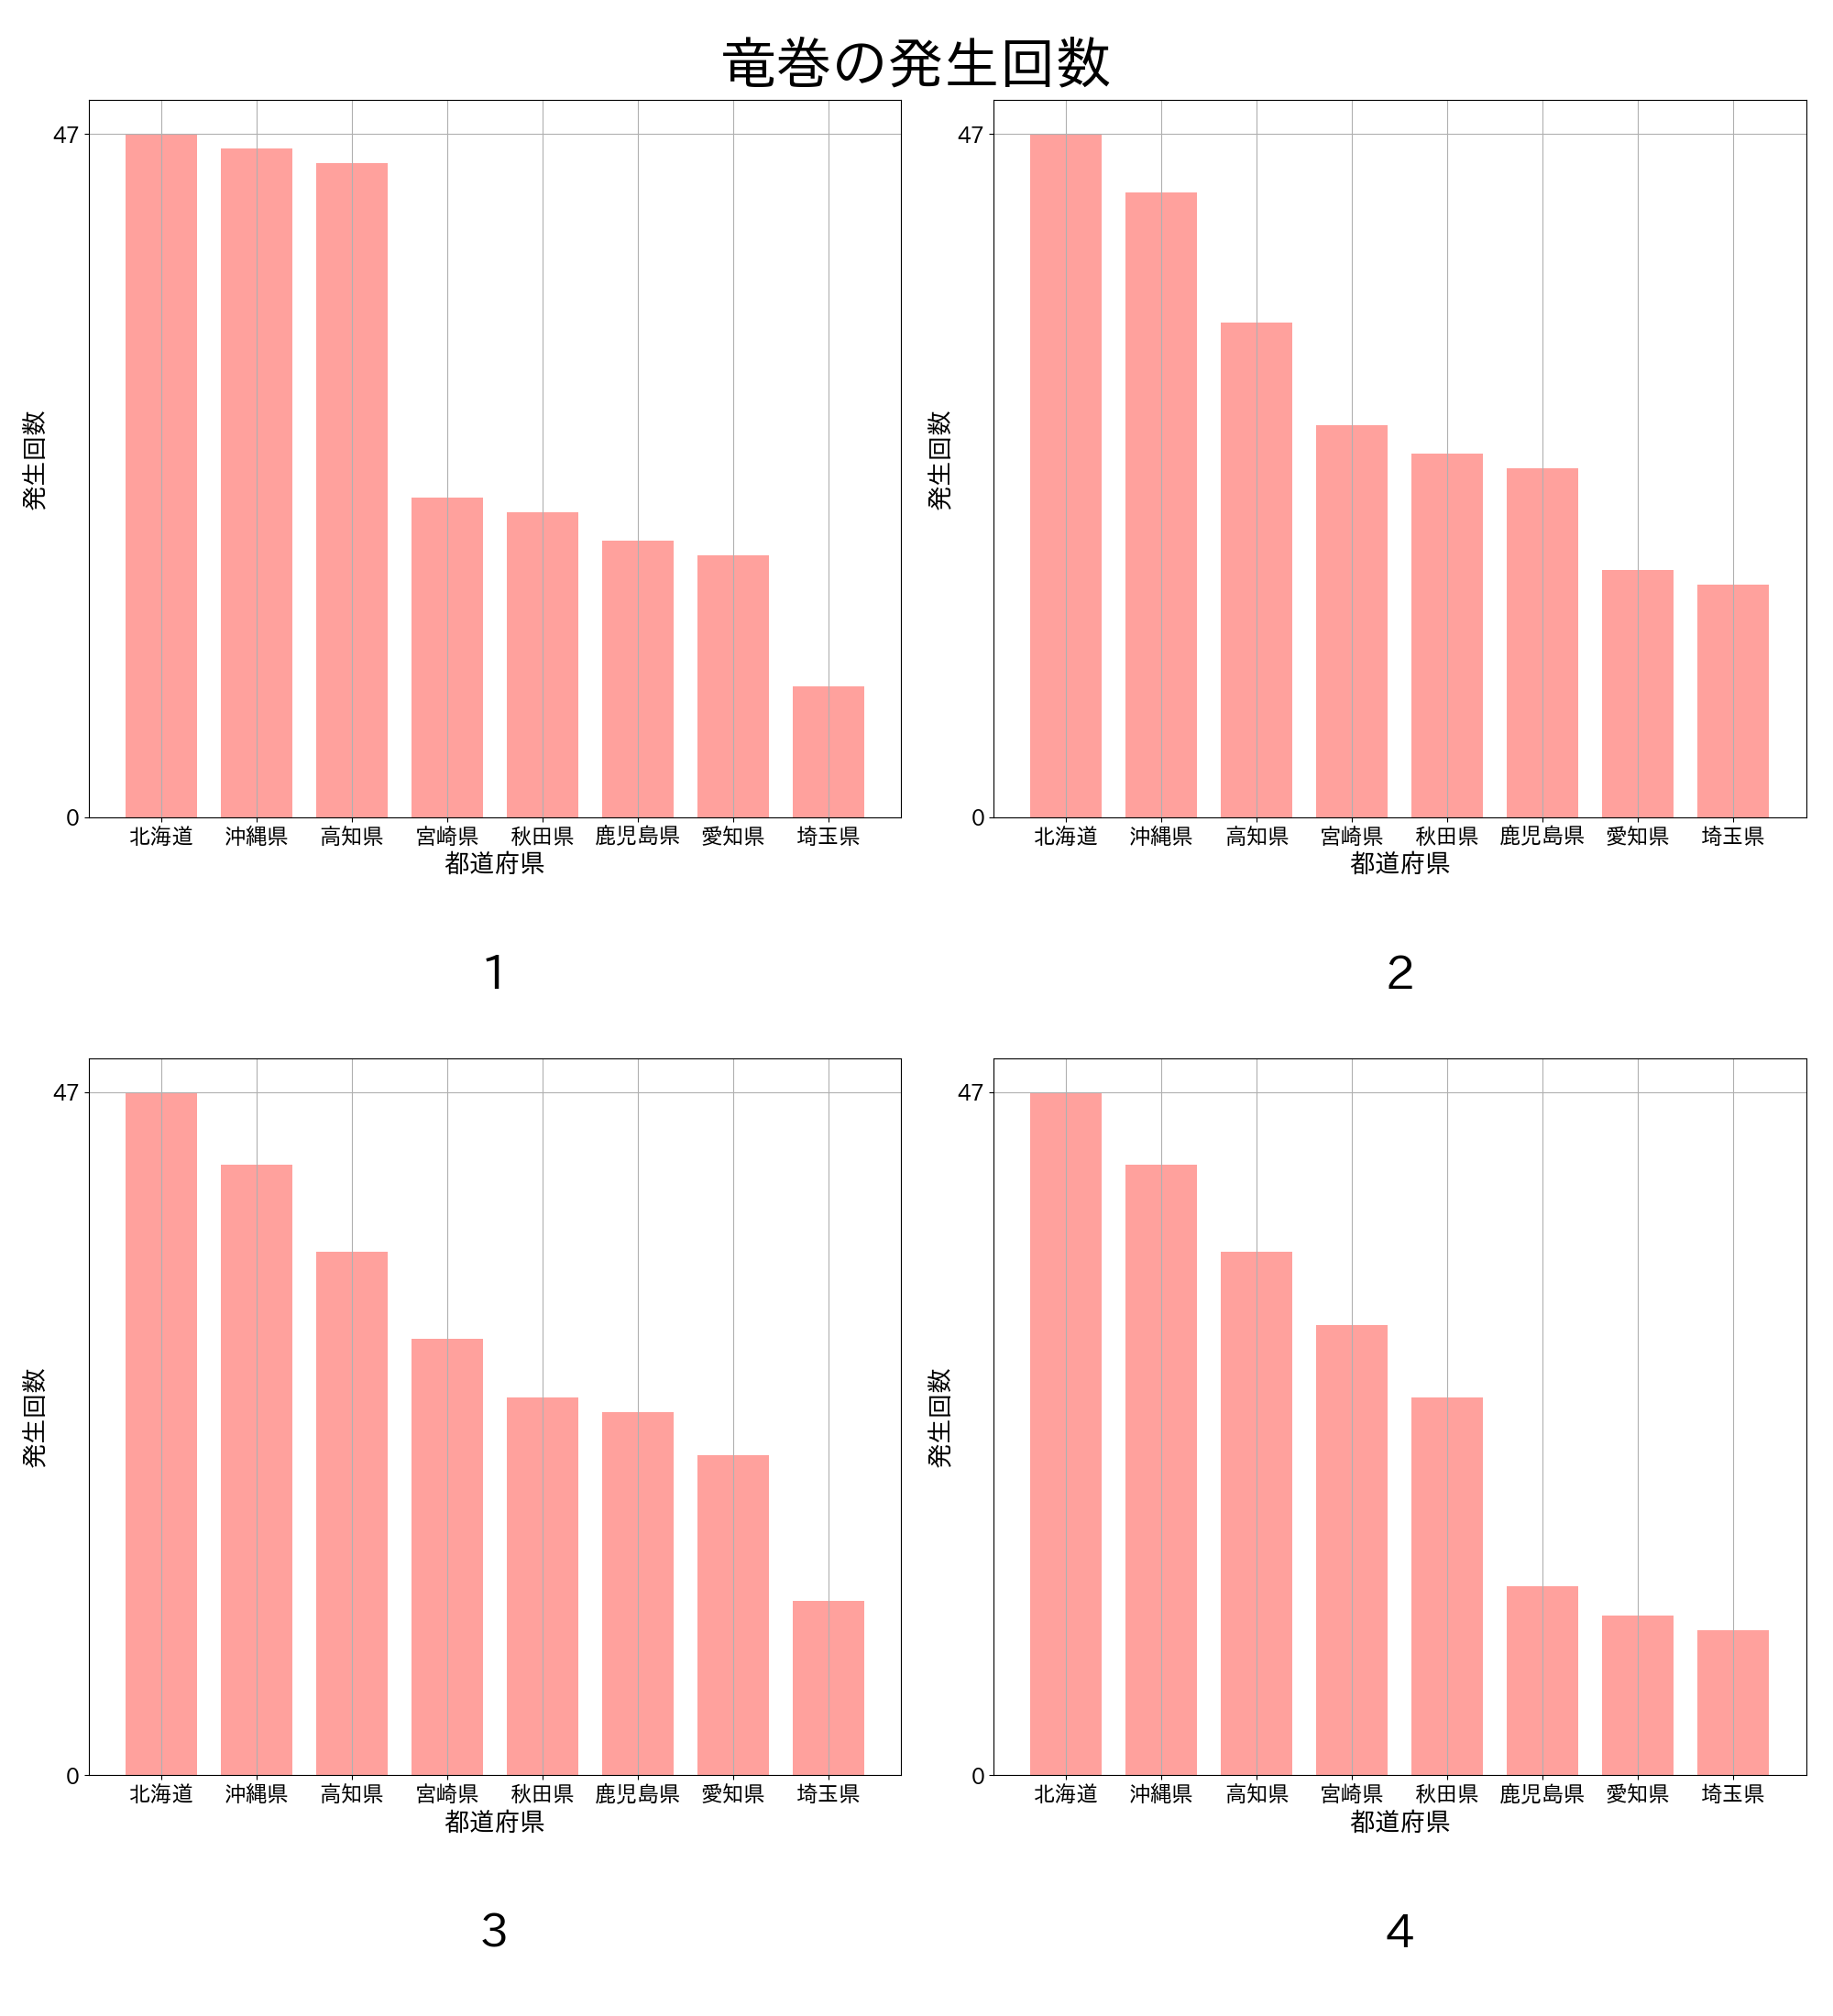 竜巻の発生回数
47
0
発生回数
北海道 沖縄県 高知県 宮崎県 秋田県 鹿児島県 愛知県 埼玉県
都道府県
1
47
0
発生回数
北海道 沖縄県 高知県 宮崎県 秋田県 鹿児島県 愛知県 埼玉県
都道府県
2
47
0
発生回数
北海道 沖縄県 高知県 宮崎県 秋田県 鹿児島県 愛知県 埼玉県
都道府県
3
47
0
発生回数
北海道 沖縄県 高知県 宮崎県 秋田県 鹿児島県 愛知県 埼玉県
都道府県
4